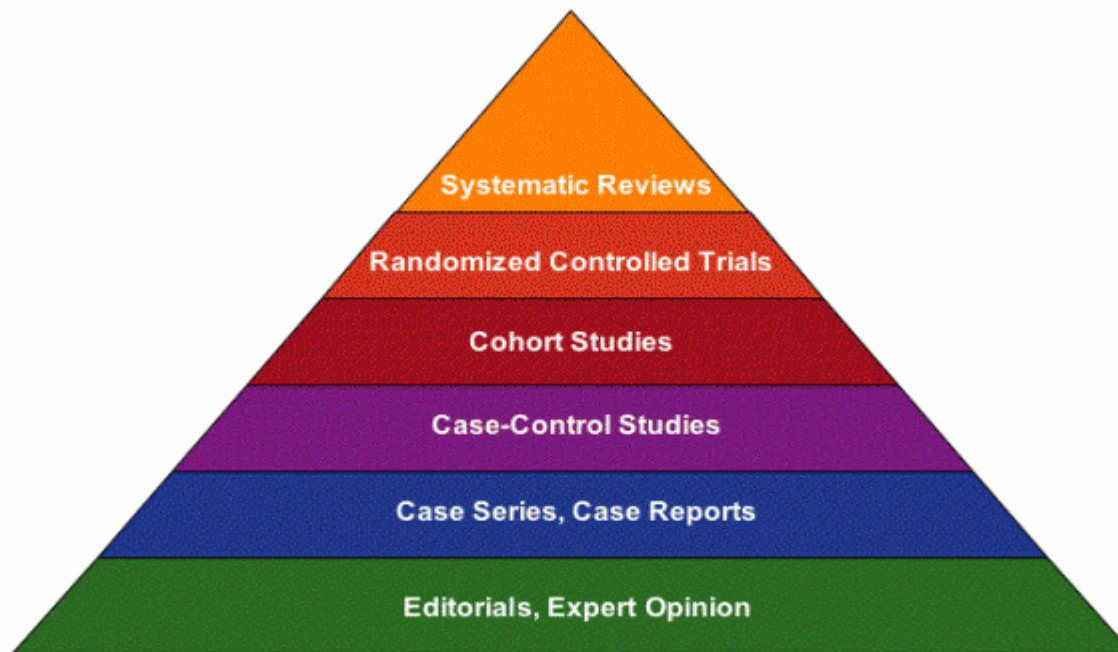 Systematic Reviews
Randomized Controlled Trials
Cohort Studies
Case-Control Studies
Case Series, Case Reports
Editorials, Expert Opinion